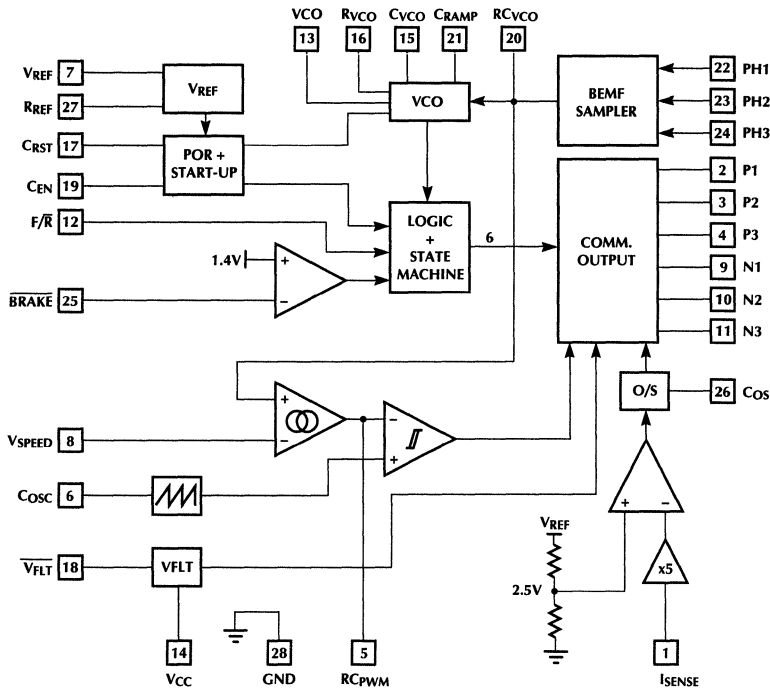 VCO RVCO CVCO CRAMP RCVCO
13 16 15 21 20
VREF 7
RREF 27
CRST 17
CEN 19
F/R̅ 12
B̅R̅A̅K̅E̅ 25
VREF
POR +
START-UP
VCO
BEMF
SAMPLER
22 PH1
23 PH2
24 PH3
LOGIC
+
STATE
MACHINE
6
COMM.
OUTPUT
2 P1
3 P2
4 P3
9 N1
10 N2
11 N3
1.4V
+
−
+
−
VSPEED 8
−
+
COSC 6
O/S
26 COS
+ −
V̅F̅L̅T̅ 18
VFLT
VREF
2.5V
x5
14
VCC
28
GND
5
RCPWM
1
ISENSE